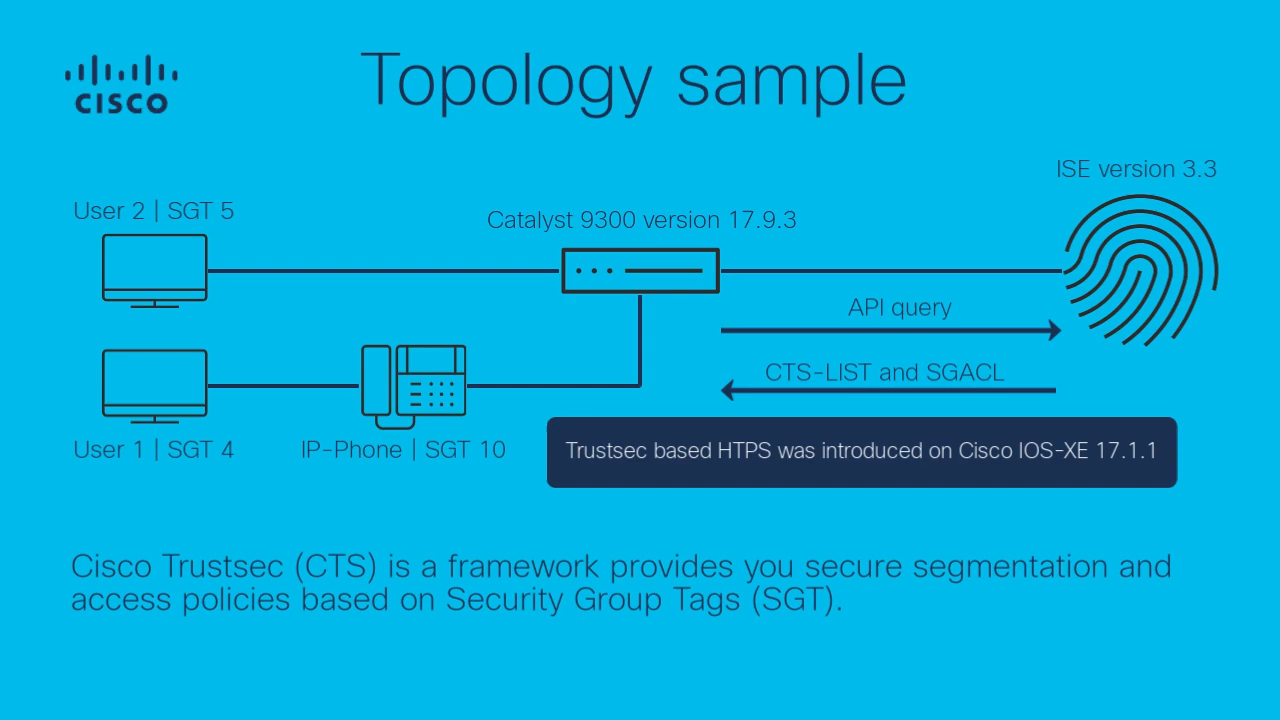 CISCO
Topology sample
ISE version 3.3
User 2 | SGT 5
Catalyst 9300 version 17.9.3
API query
CTS-LIST and SGACL
User 1 | SGT 4
IP-Phone | SGT 10
Trustsec based HTPS was introduced on Cisco IOS-XE 17.1.1
Cisco Trustsec (CTS) is a framework provides you secure segmentation and
access policies based on Security Group Tags (SGT).